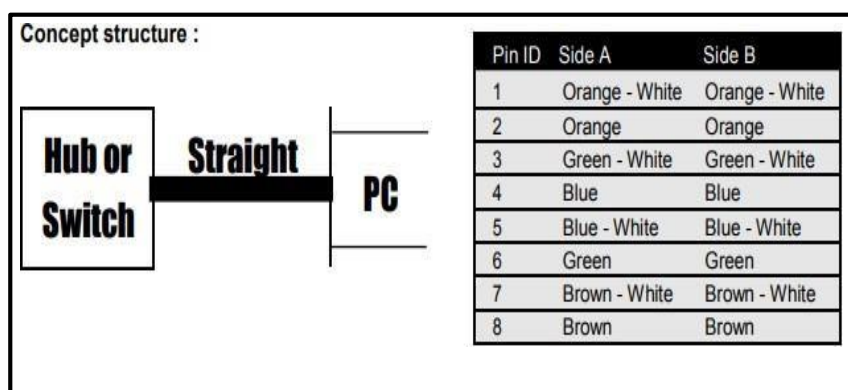 Concept structure :
Hub or
Switch
Straight
PC
Pin ID Side A Side B
1 Orange - White Orange - White
2 Orange Orange
3 Green - White Green - White
4 Blue Blue
5 Blue - White Blue - White
6 Green Green
7 Brown - White Brown - White
8 Brown Brown